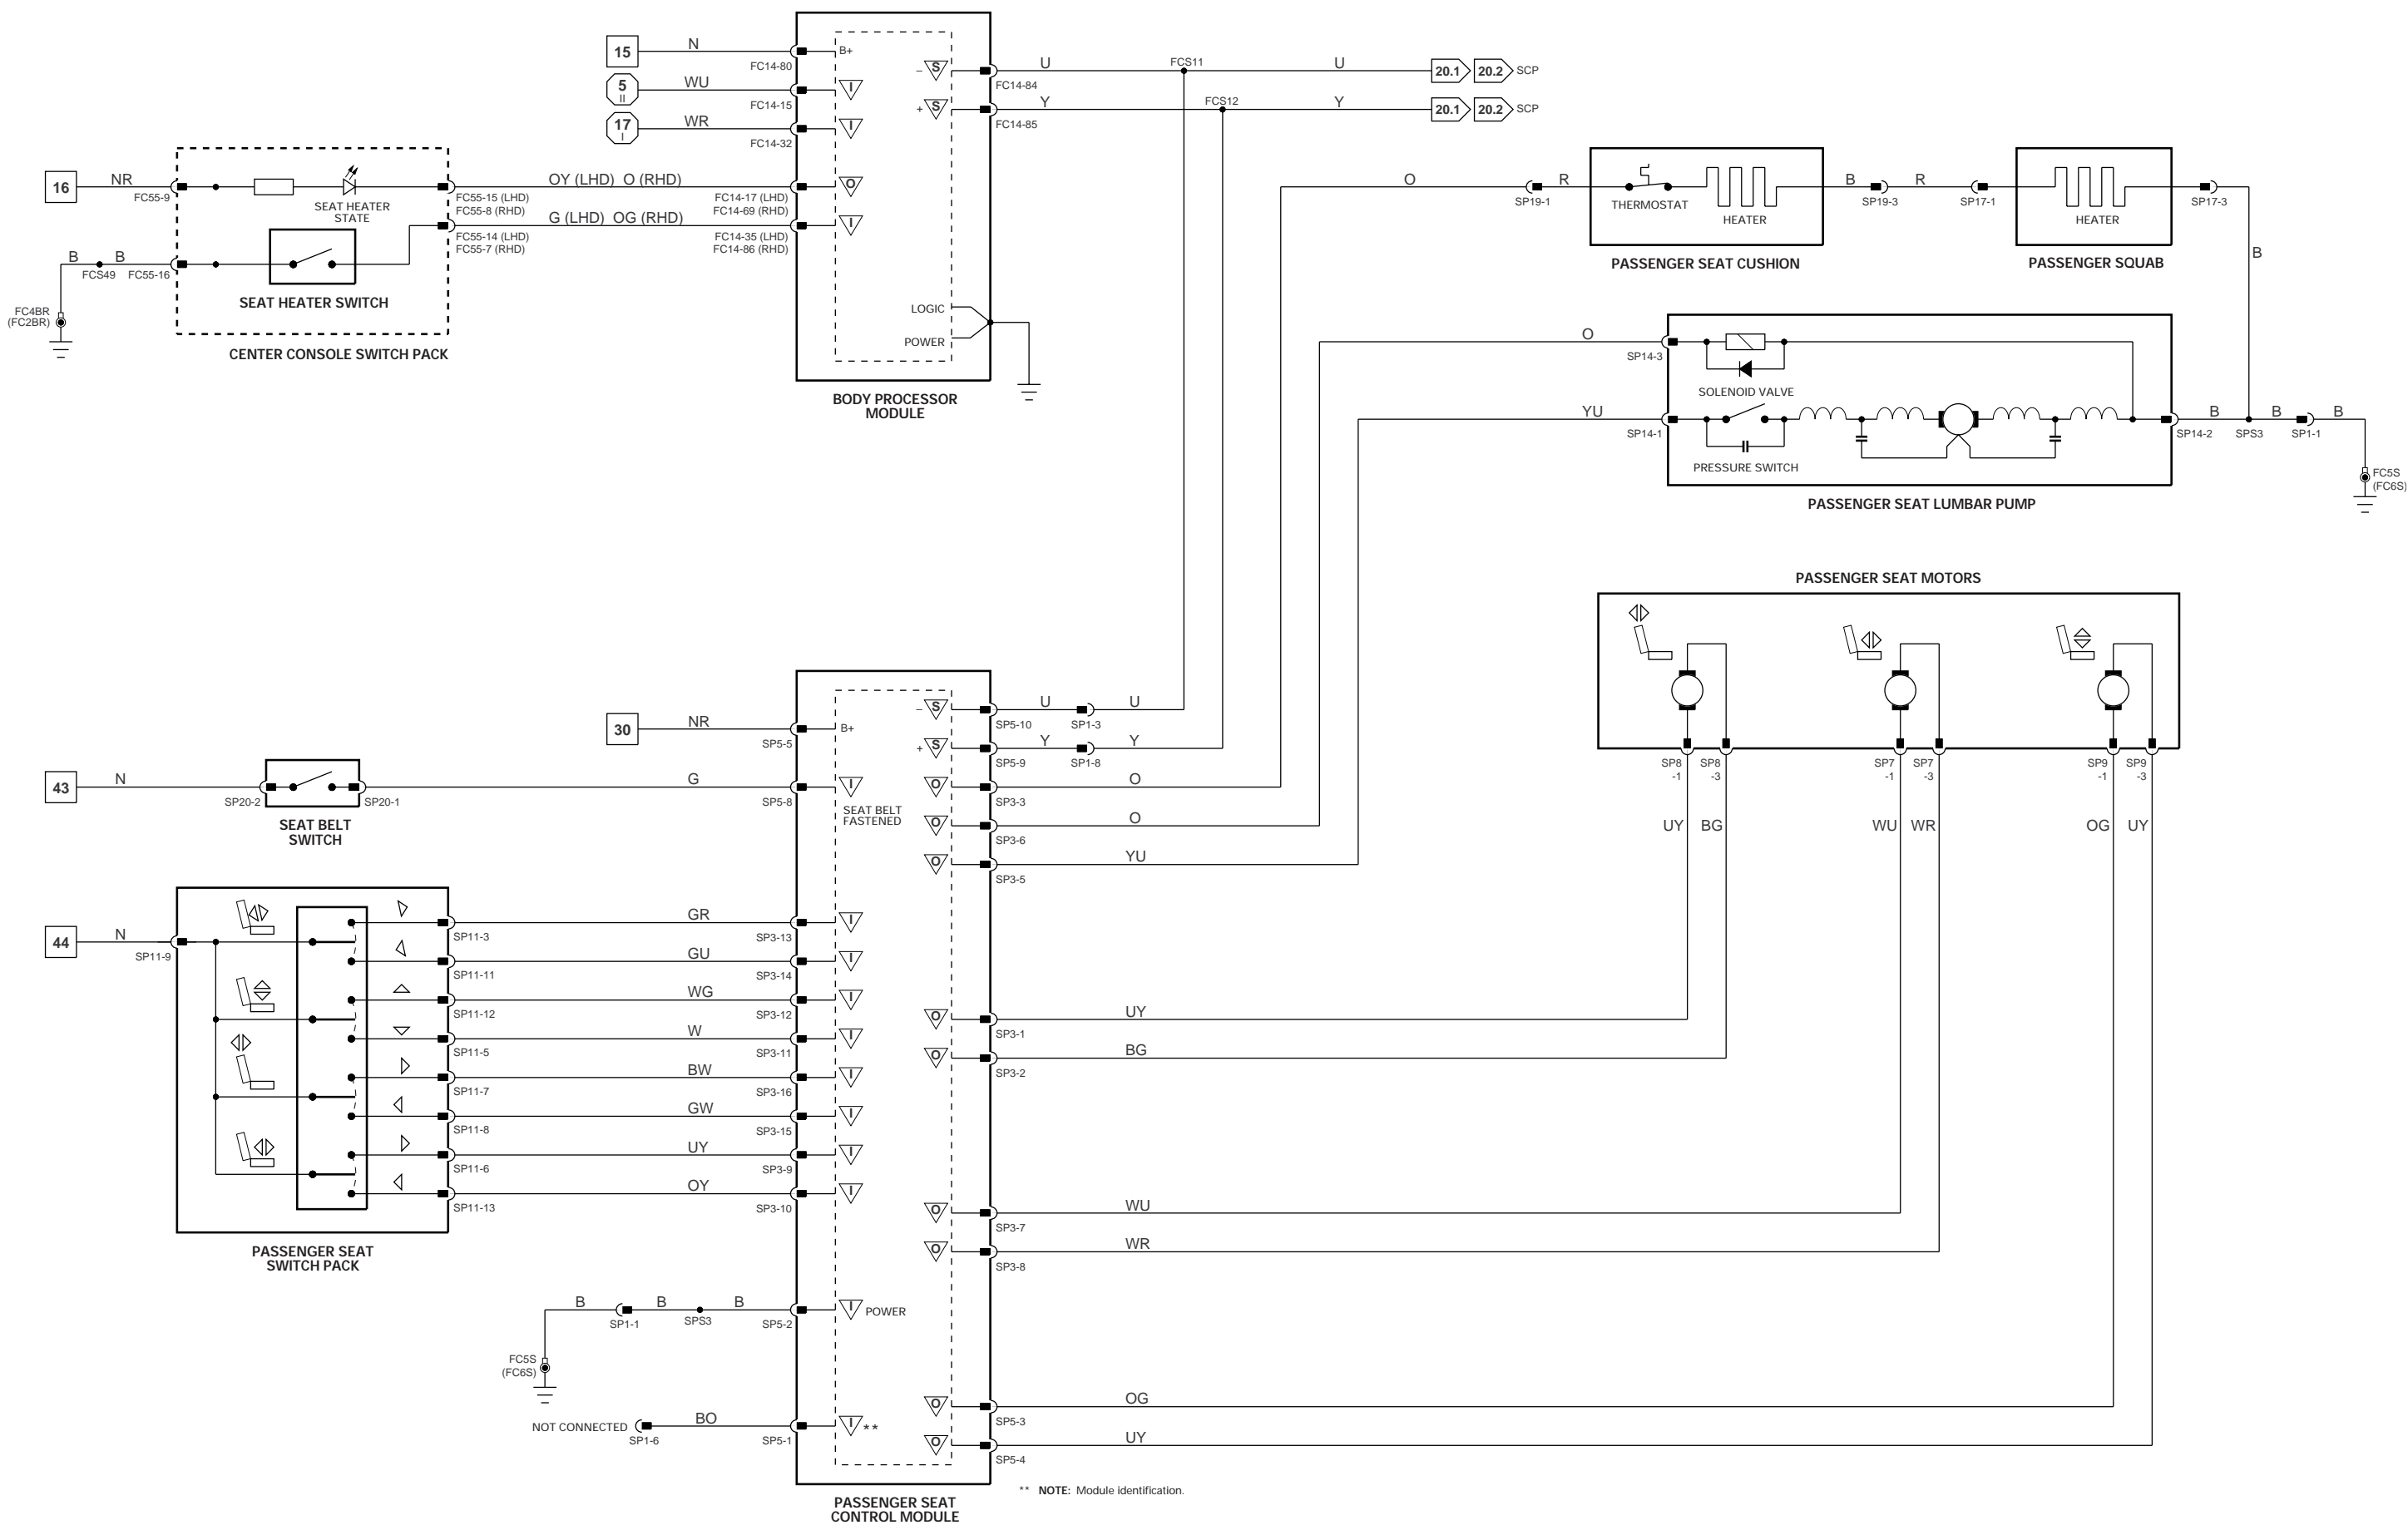 15
N
FC14-80
B+
5
II
WU
FC14-15
I
17
I
WR
FC14-32
I
–
S
FC14-84
U
FCS11
U
20.1
20.2
SCP
+
S
FC14-85
Y
FCS12
Y
20.1
20.2
SCP
16
NR
FC55-9
SEAT HEATER
STATE
FC55-15 (LHD)
FC55-8 (RHD)
OY (LHD) O (RHD)
FC14-17 (LHD)
FC14-69 (RHD)
O
G (LHD) OG (RHD)
FC55-14 (LHD)
FC55-7 (RHD)
FC14-35 (LHD)
FC14-86 (RHD)
I
B
FCS49
B
FC55-16
FC4BR
(FC2BR)
SEAT HEATER SWITCH
CENTER CONSOLE SWITCH PACK
LOGIC
POWER
BODY PROCESSOR
MODULE
O
SP19-1
R
THERMOSTAT
HEATER
B
SP19-3
R
SP17-1
HEATER
SP17-3
B
PASSENGER SEAT CUSHION
PASSENGER SQUAB
O
SP14-3
SOLENOID VALVE
YU
SP14-1
PRESSURE SWITCH
SP14-2
B
SPS3
B
SP1-1
B
FC5S
(FC6S)
PASSENGER SEAT LUMBAR PUMP
PASSENGER SEAT MOTORS
SP8
-1
SP8
-3
SP7
-1
SP7
-3
SP9
-1
SP9
-3
UY
BG
WU
WR
OG
UY
30
NR
SP5-5
B+
–
S
SP5-10
U
SP1-3
U
+
S
SP5-9
Y
SP1-8
Y
43
N
SP20-2
SP20-1
SEAT BELT
SWITCH
G
SP5-8
I
SEAT BELT
FASTENED
O
SP3-3
O
O
SP3-6
O
O
SP3-5
YU
44
N
SP11-9
SP11-3
GR
SP3-13
I
SP11-11
GU
SP3-14
I
SP11-12
WG
SP3-12
I
SP11-5
W
SP3-11
I
SP11-7
BW
SP3-16
I
SP11-8
GW
SP3-15
I
SP11-6
UY
SP3-9
I
SP11-13
OY
SP3-10
I
PASSENGER SEAT
SWITCH PACK
O
SP3-1
UY
O
SP3-2
BG
O
SP3-7
WU
O
SP3-8
WR
B
SP1-1
B
SPS3
B
SP5-2
I
POWER
FC5S
(FC6S)
NOT CONNECTED
SP1-6
BO
SP5-1
I
**
O
SP5-3
OG
O
SP5-4
UY
** NOTE: Module identification.
PASSENGER SEAT
CONTROL MODULE